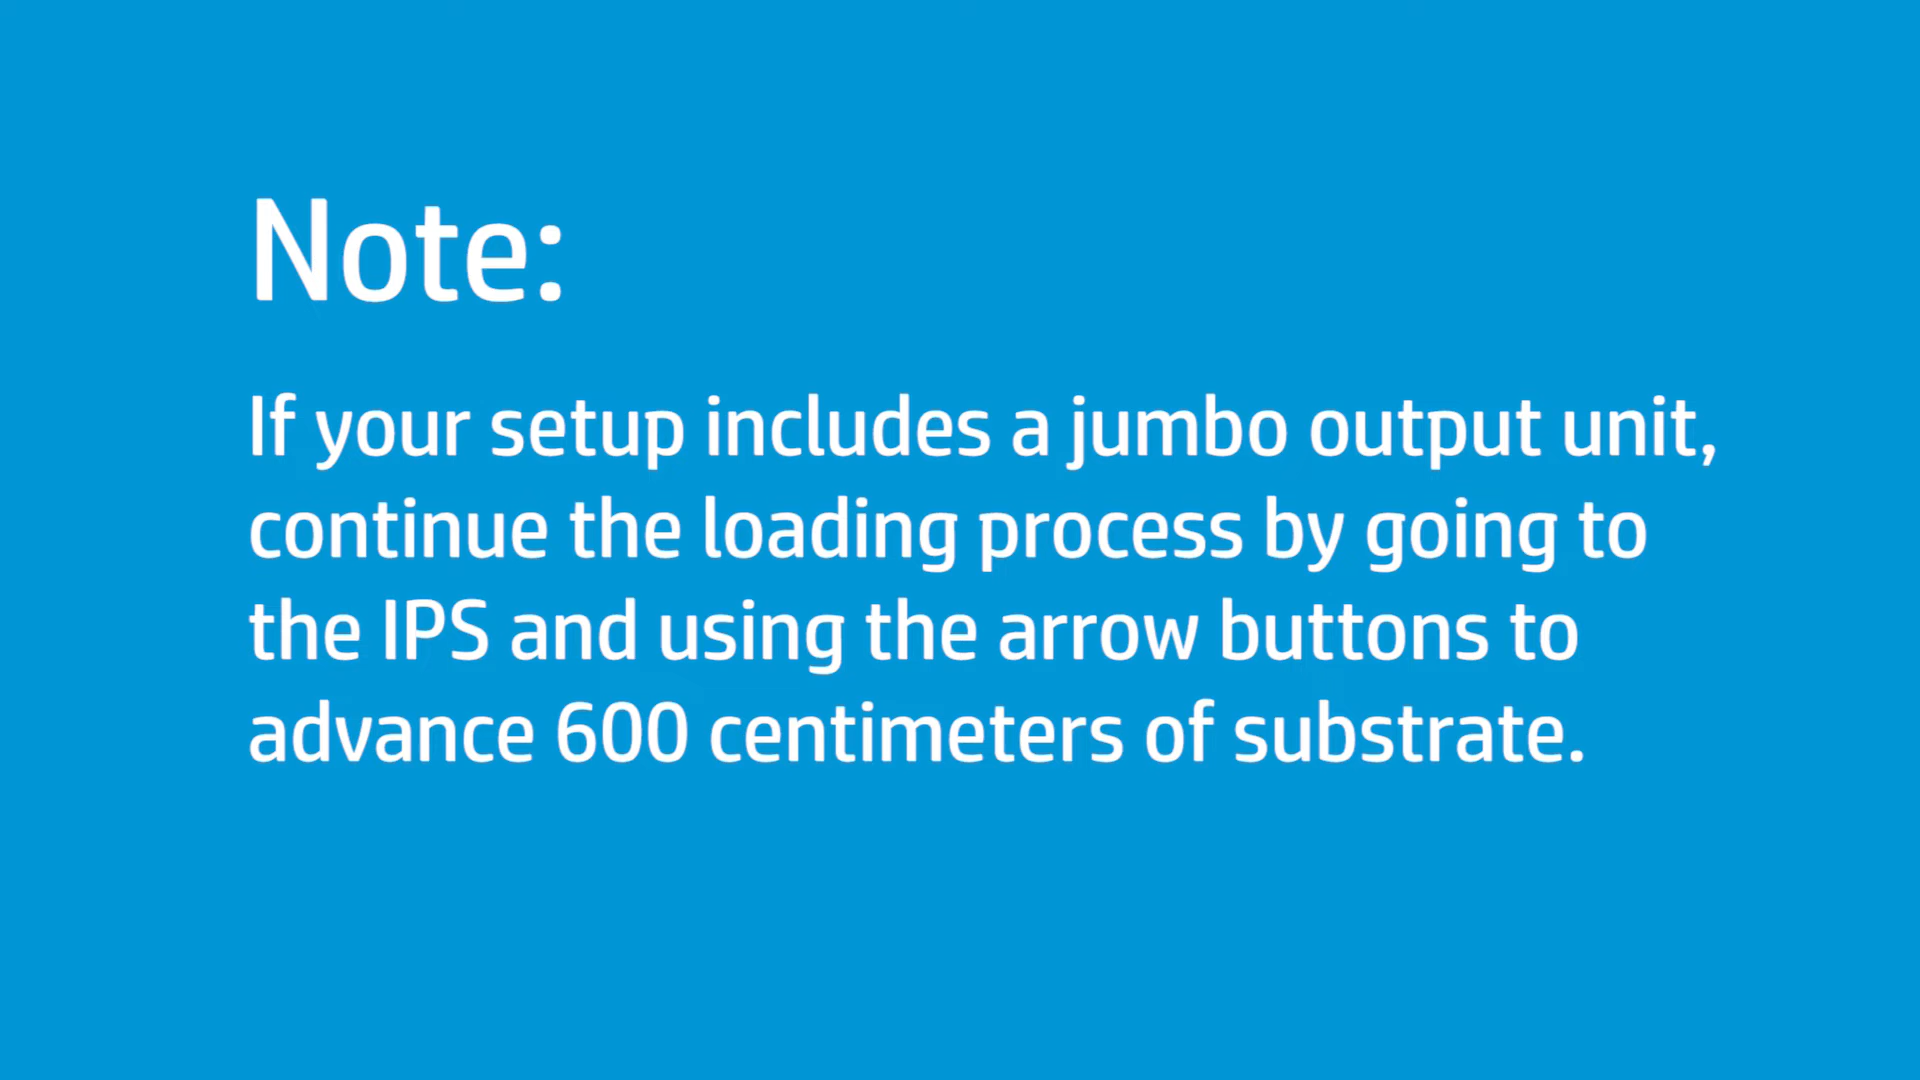 Note:
If your setup includes a jumbo output unit,
continue the loading process by going to
the IPS and using the arrow buttons to
advance 600 centimeters of substrate.